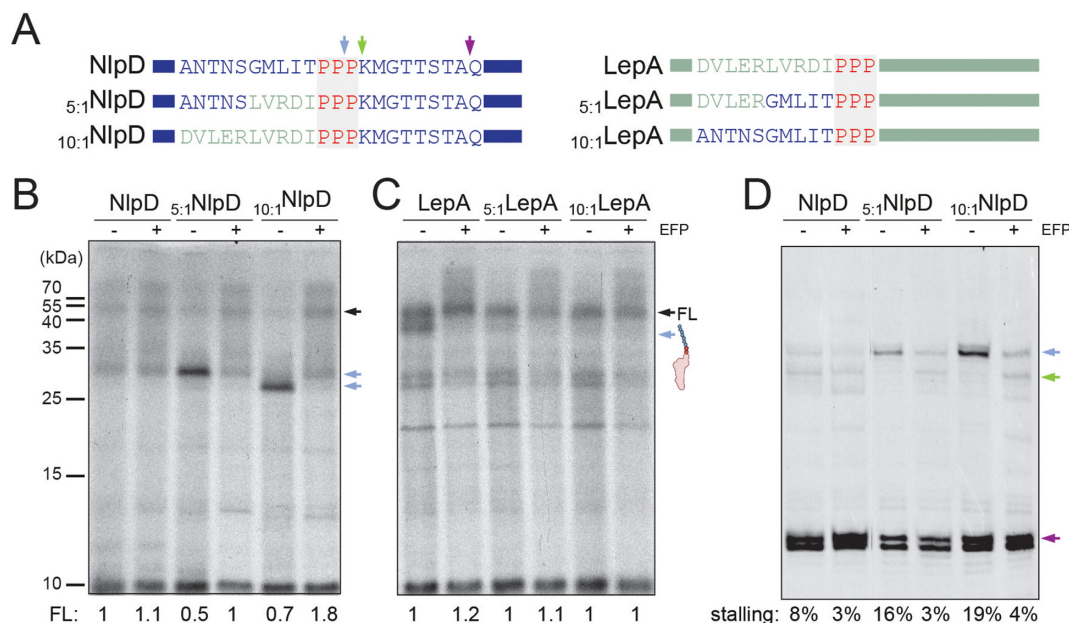 A
NlpD ANTNSGMLITPPPKMGTTSTAQ
5:1NlpD ANTNSLVRDIPPPKMGTTSTAQ
10:1NlpD DVLERLVRDIPPPKMGTTSTAQ
LepA DVLERLVRDIPPP
5:1LepA DVLERGMLITPPP
10:1LepA ANTNSGMLITPPP
B
NlpD 5:1NlpD 10:1NlpD
- + - + - +
(kDa)
70
55
40
35
25
15
10
FL: 1 1.1 0.5 1 0.7 1.8
C
LepA 5:1LepA 10:1LepA
- + - + - + EFP
FL
1 1.2 1 1.1 1 1
D
NlpD 5:1NlpD 10:1NlpD
- + - + - + EFP
stalling: 8% 3% 16% 3% 19% 4%